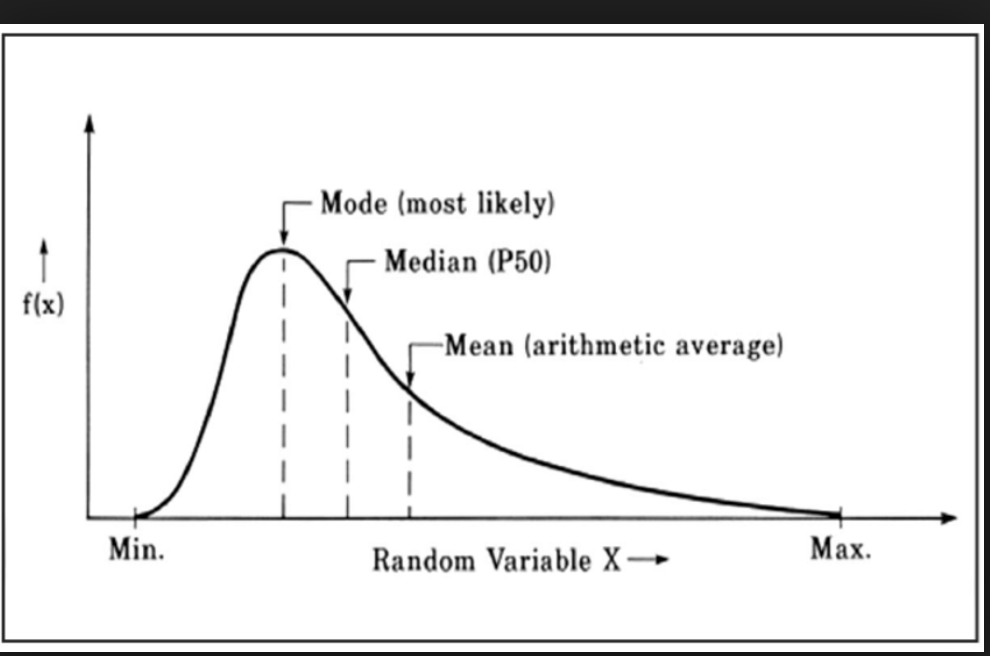 Mode (most likely)
Median (P50)
f(x)
Mean (arithmetic average)
Min.
Random Variable X
Max.